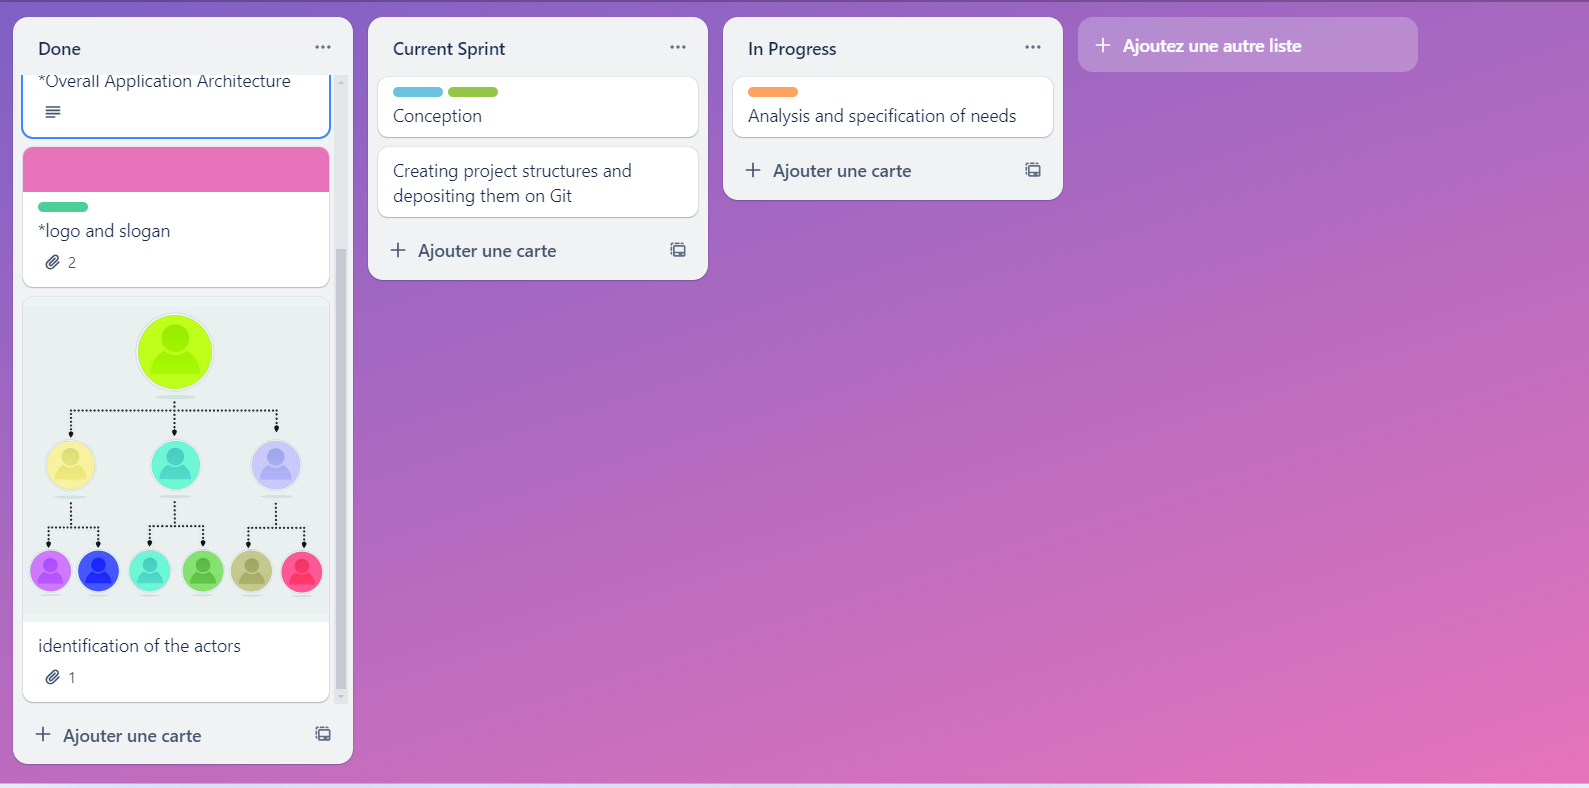 Done
*Overall Application Architecture
*logo and slogan
2
identification of the actors
1
Ajouter une carte
Current Sprint
Conception
Creating project structures and
depositing them on Git
Ajouter une carte
In Progress
Analysis and specification of needs
Ajouter une carte
Ajoutez une autre liste